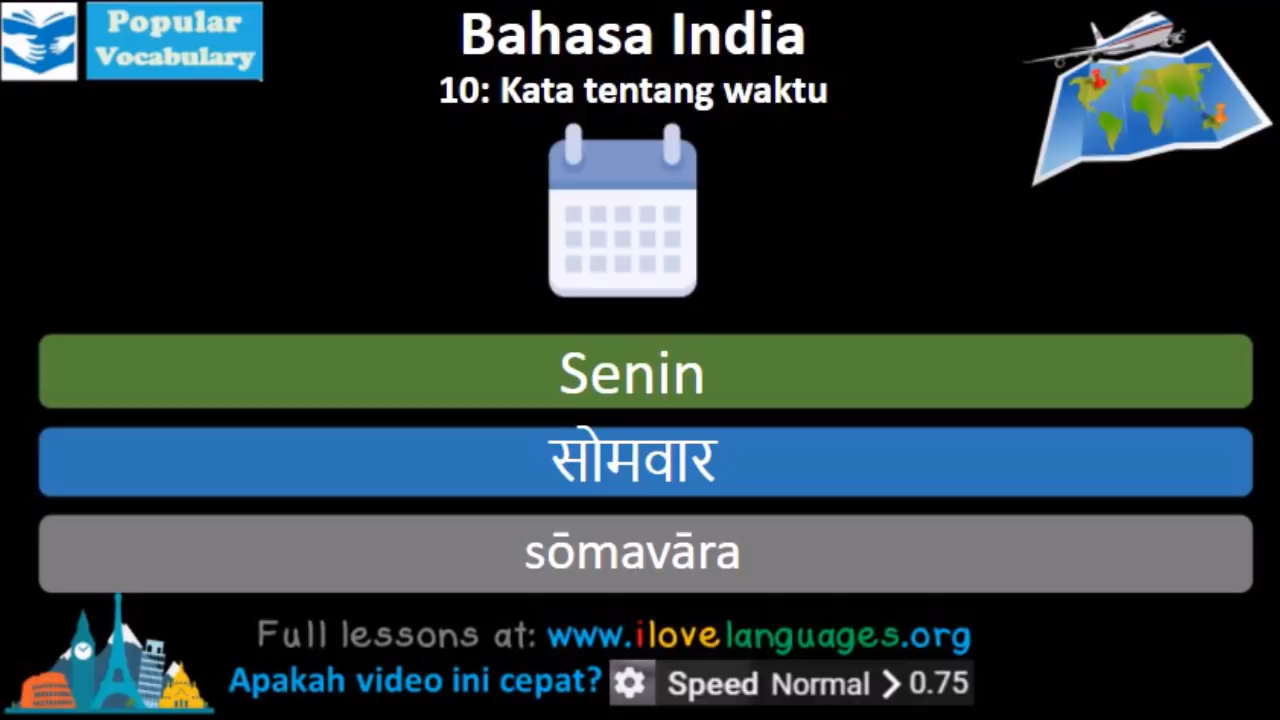 Popular
Vocabulary
Bahasa India
10: Kata tentang waktu
Senin
सोमवार
sōmavāra
Full lessons at: www.ilovelanguages.org
Apakah video ini cepat? Speed Normal > 0.75